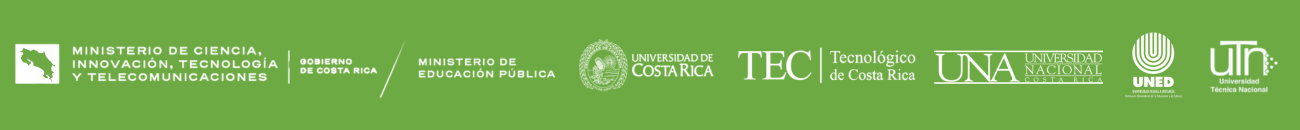 MINISTERIO DE CIENCIA,
INNOVACIÓN, TECNOLOGÍA
Y TELECOMUNICACIONES
GOBIERNO
DE COSTA RICA
MINISTERIO DE
EDUCACIÓN PÚBLICA
UNIVERSIDAD DE
COSTA RICA
TEC
Tecnológico
de Costa Rica
UNA
UNIVERSIDAD
NACIONAL
COSTA RICA
UNED
UTN
Universidad
Técnica Nacional